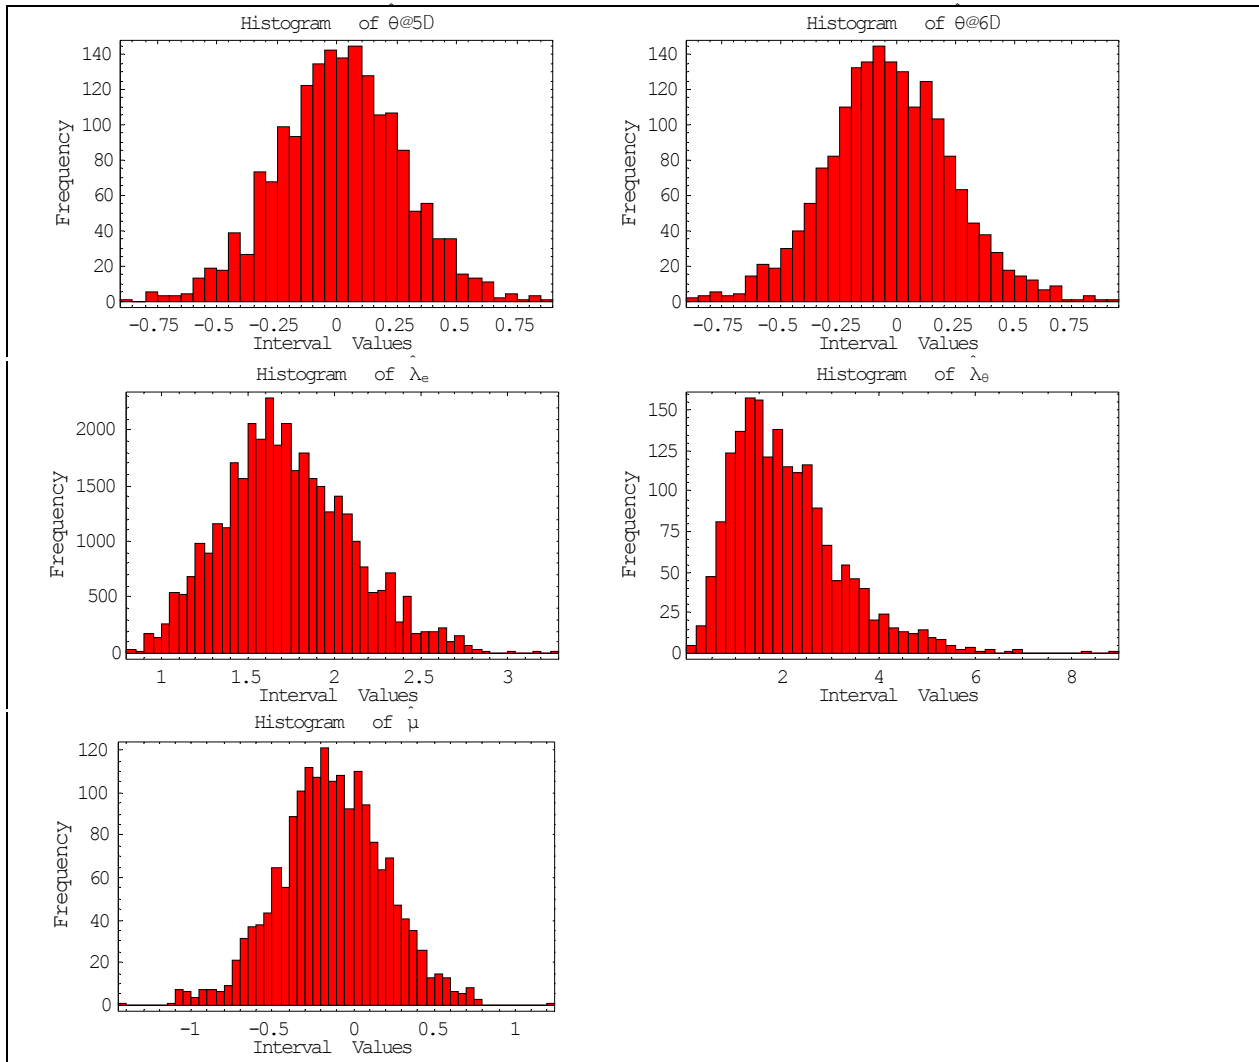 Histogram of θ̂@5D
140
120
100
80
60
40
20
0
Frequency
-0.75 -0.5 -0.25 0 0.25 0.5 0.75
Interval Values
Histogram of θ̂@6D
140
120
100
80
60
40
20
0
Frequency
-0.75 -0.5 -0.25 0 0.25 0.5 0.75
Interval Values
Histogram of λ̂e
2000
1500
1000
500
0
Frequency
1 1.5 2 2.5 3
Interval Values
Histogram of λ̂θ
150
125
100
75
50
25
0
Frequency
2 4 6 8
Interval Values
Histogram of μ̂
120
100
80
60
40
20
0
Frequency
-1 -0.5 0 0.5 1
Interval Values